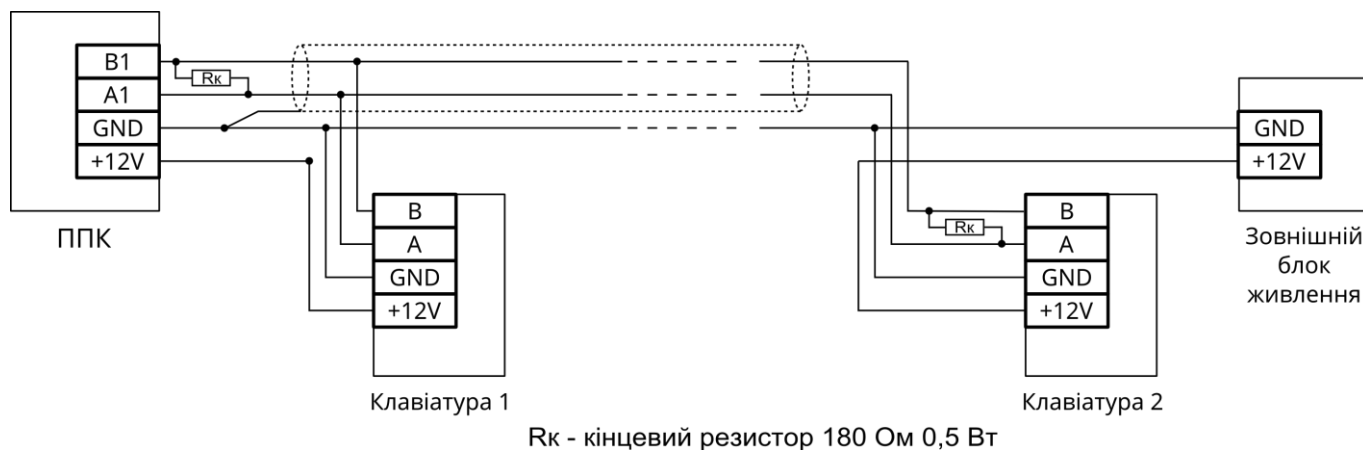 B1
Rк
A1
GND
+12V
ППК
B
A
GND
+12V
Клавіатура 1
B
Rк
A
GND
+12V
Клавіатура 2
GND
+12V
Зовнішній
блок
живлення
Rк - кінцевий резистор 180 Ом 0,5 Вт